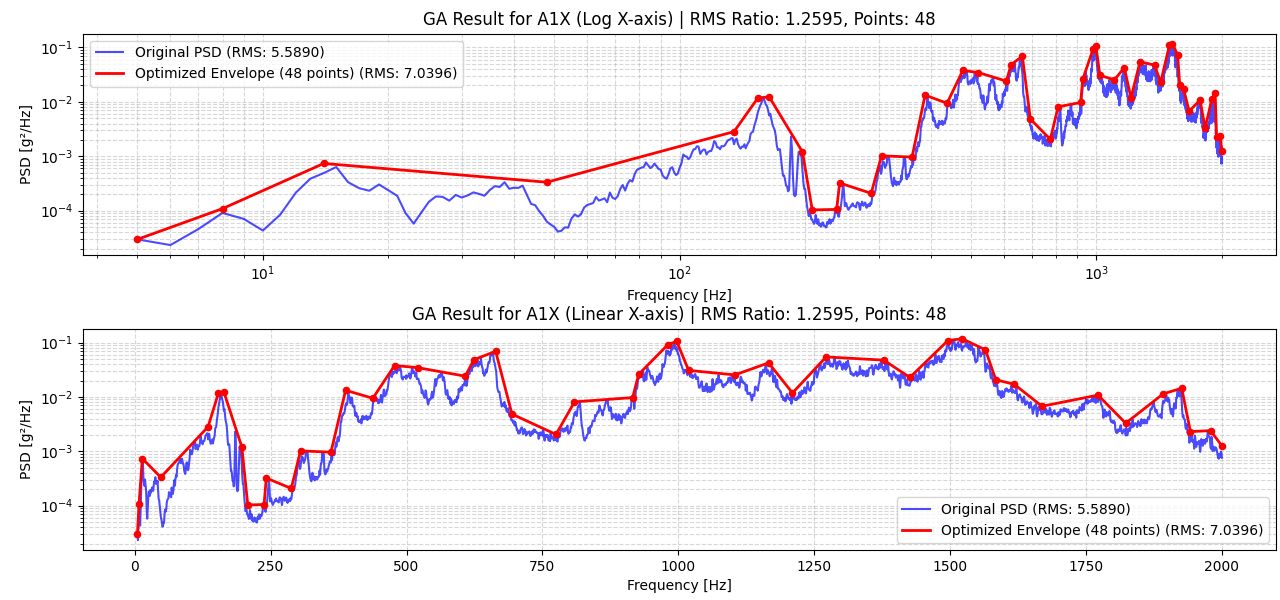 GA Result for A1X (Log X-axis) | RMS Ratio: 1.2595, Points: 48
Original PSD (RMS: 5.5890)
Optimized Envelope (48 points) (RMS: 7.0396)
PSD [g²/Hz]
10⁻¹
10⁻²
10⁻³
10⁻⁴
10¹ 10² 10³
Frequency [Hz]
GA Result for A1X (Linear X-axis) | RMS Ratio: 1.2595, Points: 48
PSD [g²/Hz]
10⁻¹
10⁻²
10⁻³
10⁻⁴
Original PSD (RMS: 5.5890)
Optimized Envelope (48 points) (RMS: 7.0396)
0 250 500 750 1000 1250 1500 1750 2000
Frequency [Hz]